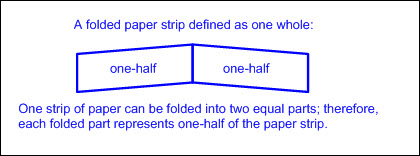 A folded paper strip defined as one whole:
one-half one-half
One strip of paper can be folded into two equal parts; therefore,
each folded part represents one-half of the paper strip.